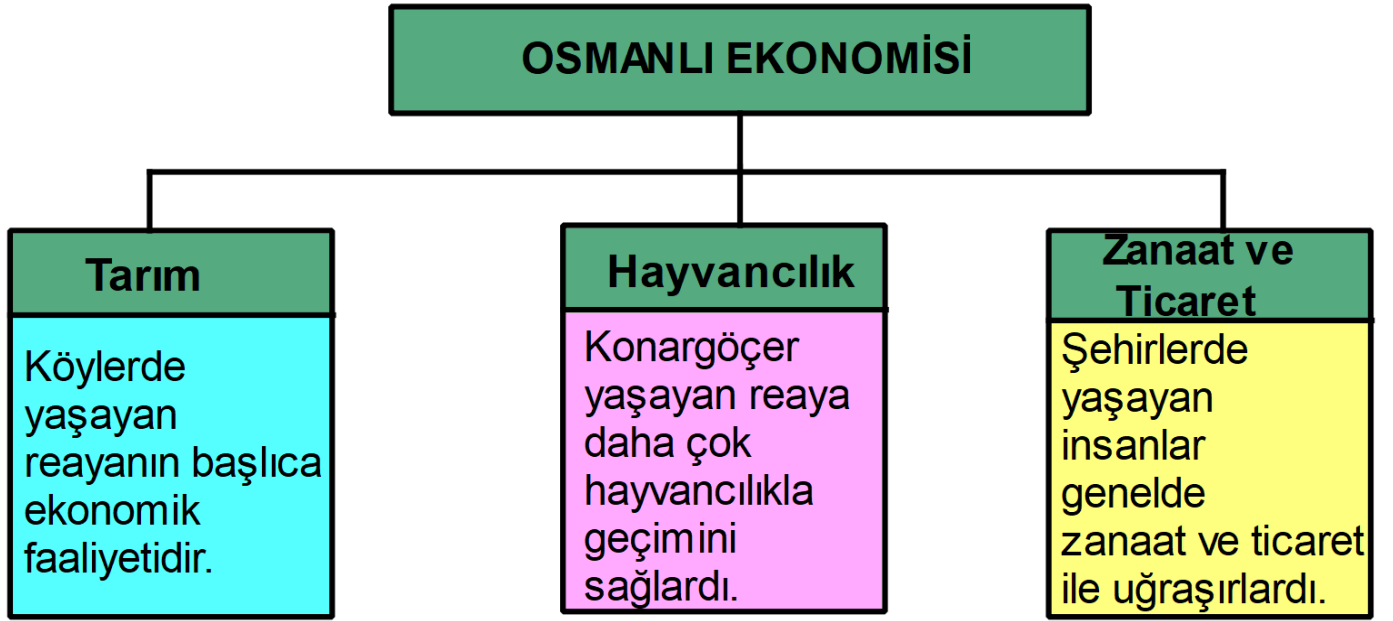 OSMANLI EKONOMİSİ
Tarım
Köylerde
yaşayan
reayanın başlıca
ekonomik
faaliyetidir.
Hayvancılık
Konargöçer
yaşayan reaya
daha çok
hayvancılıkla
geçimini
sağlardı.
Zanaat ve
Ticaret
Şehirlerde
yaşayan
insanlar
genelde
zanaat ve ticaret
ile uğraşırlardı.